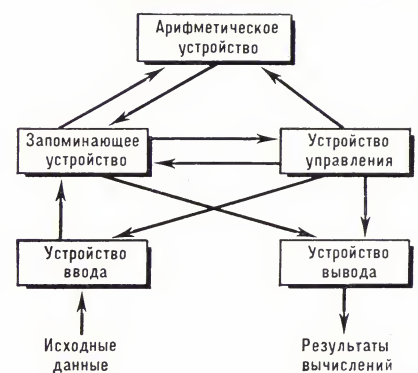 Арифметическое
устройство
Запоминающее
устройство
Устройство
управления
Устройство
ввода
Устройство
вывода
Исходные
данные
Результаты
вычислений